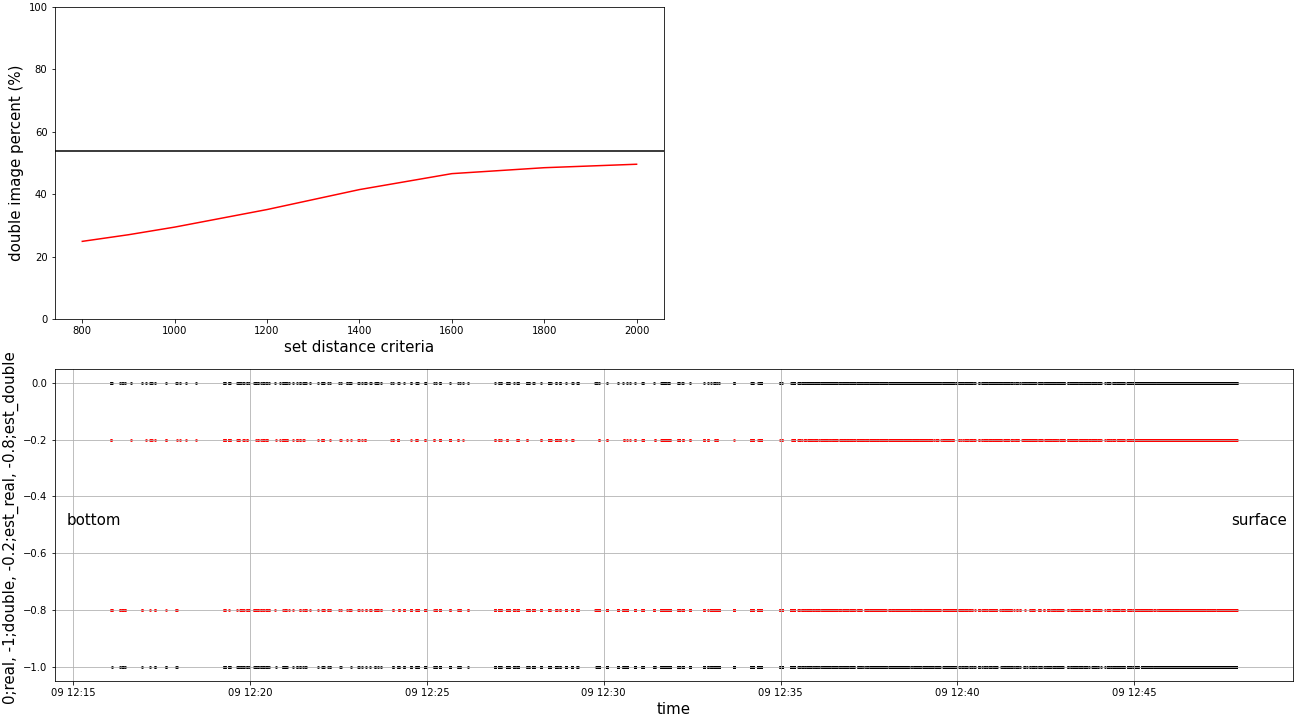 100
80
60
40
20
0
double image percent (%)
800 1000 1200 1400 1600 1800 2000
set distance criteria
0.0
−0.2
−0.4
−0.6
−0.8
−1.0
0;real, -1;double, -0.2;est_real, -0.8;est_double
bottom
surface
09 12:15 09 12:20 09 12:25 09 12:30 09 12:35 09 12:40 09 12:45
time